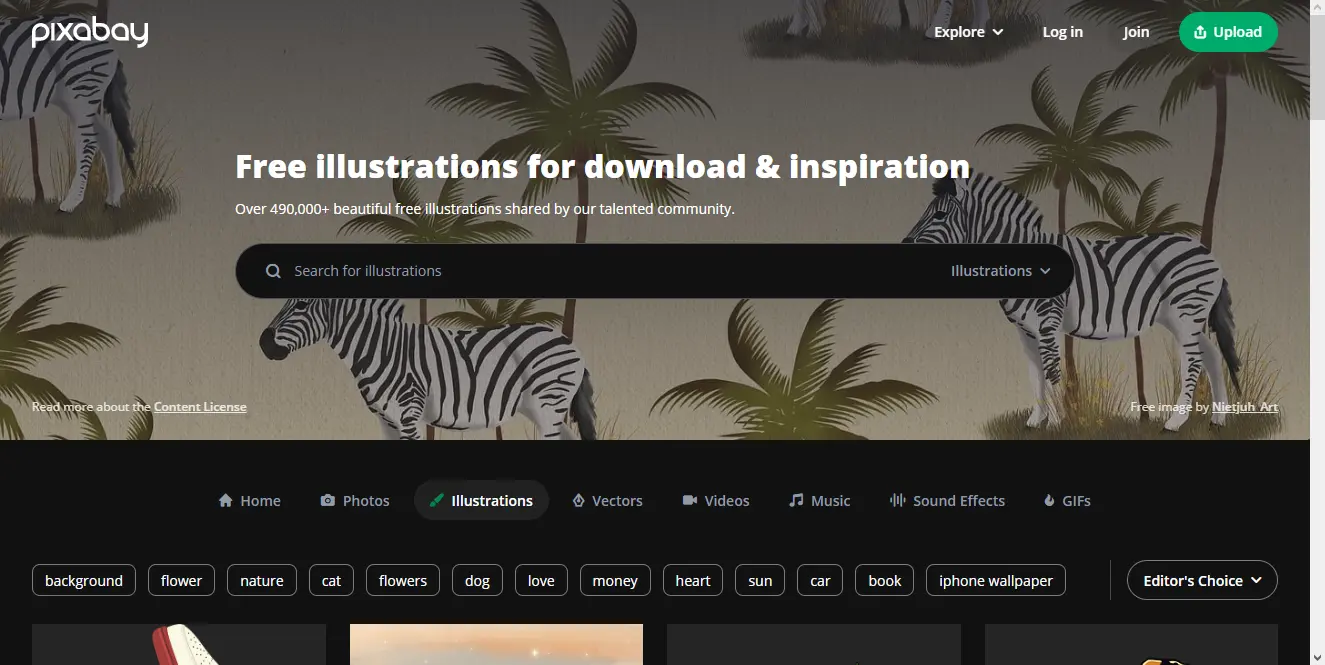 pixabay
Explore
Log in
Join
Upload
Free illustrations for download & inspiration
Over 490,000+ beautiful free illustrations shared by our talented community.
Search for illustrations
Illustrations
Read more about the Content License
Free image by Nietjuh_Art
Home
Photos
Illustrations
Vectors
Videos
Music
Sound Effects
GIFs
background
flower
nature
cat
flowers
dog
love
money
heart
sun
car
book
iphone wallpaper
Editor's Choice